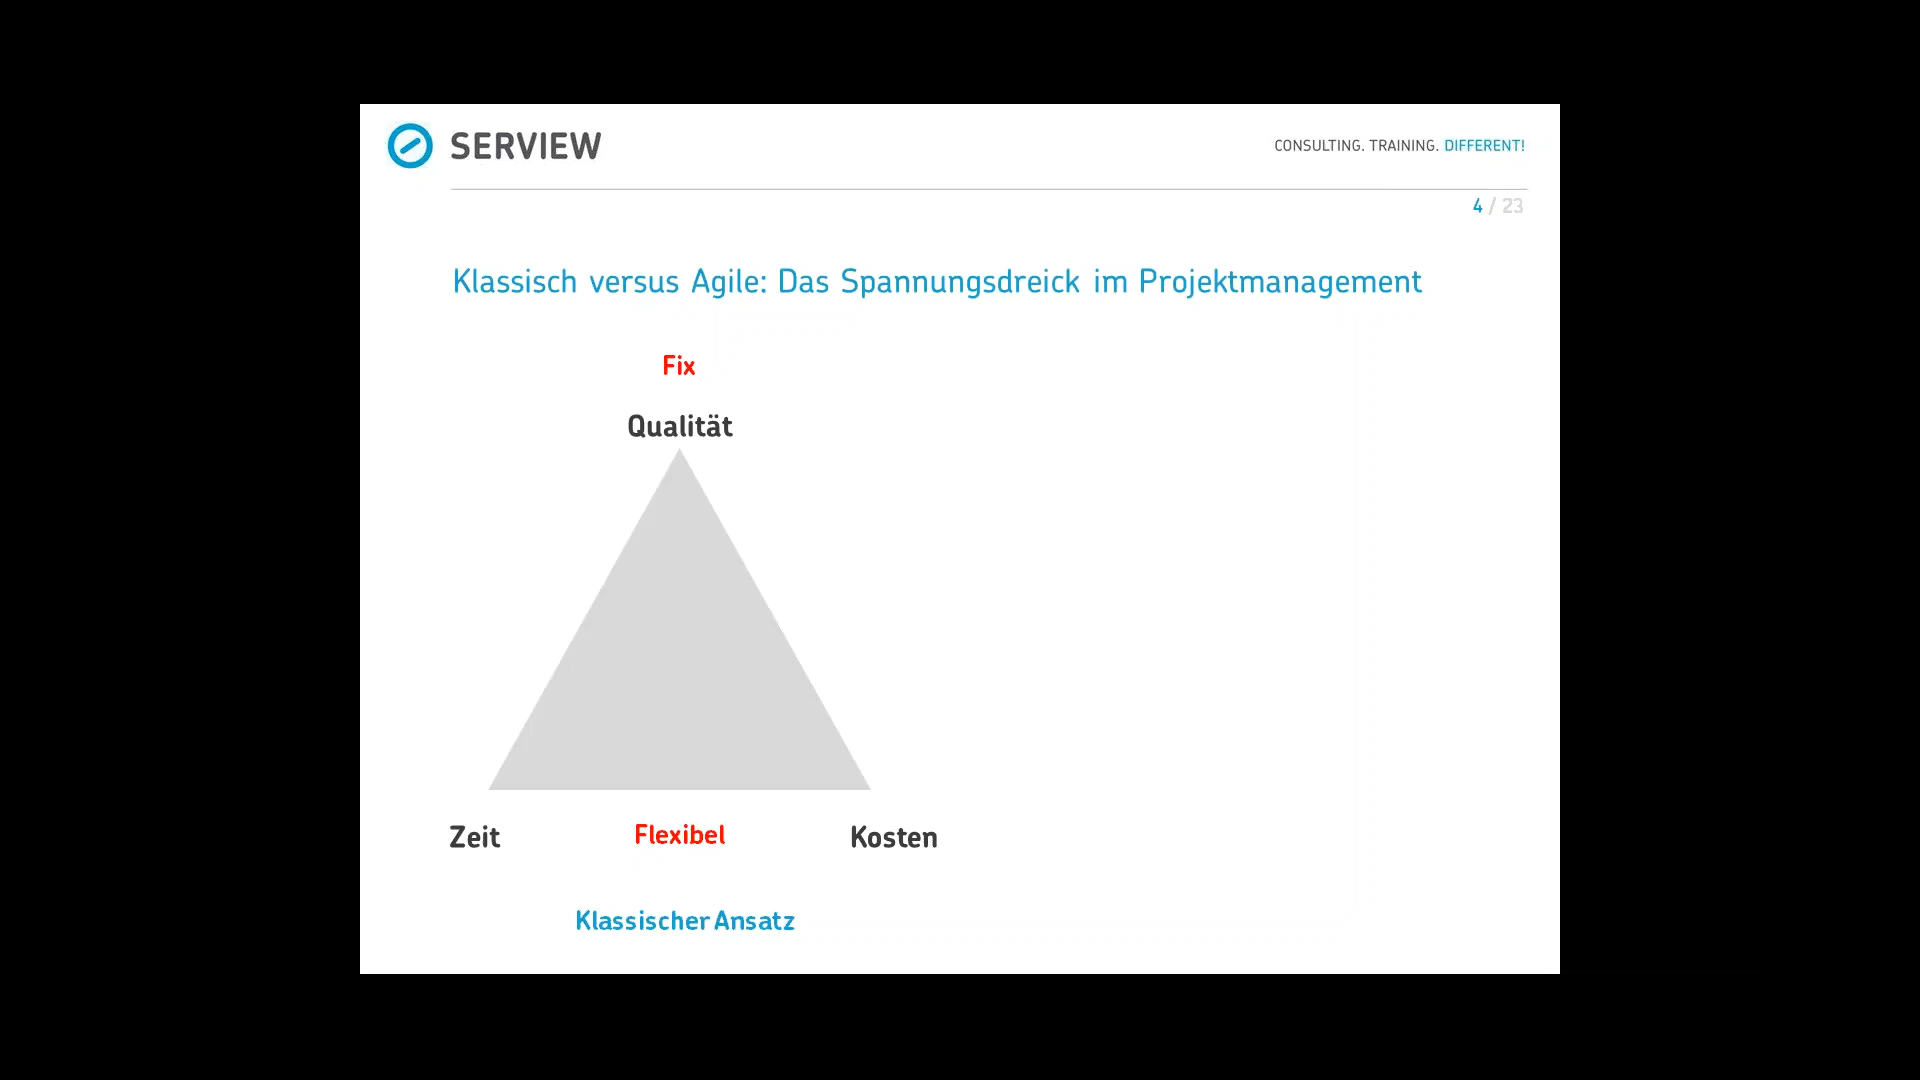 SERVIEW
CONSULTING. TRAINING. DIFFERENT!
4 / 23
Klassisch versus Agile: Das Spannungsdreick im Projektmanagement
Fix
Qualität
Zeit
Flexibel
Kosten
Klassischer Ansatz